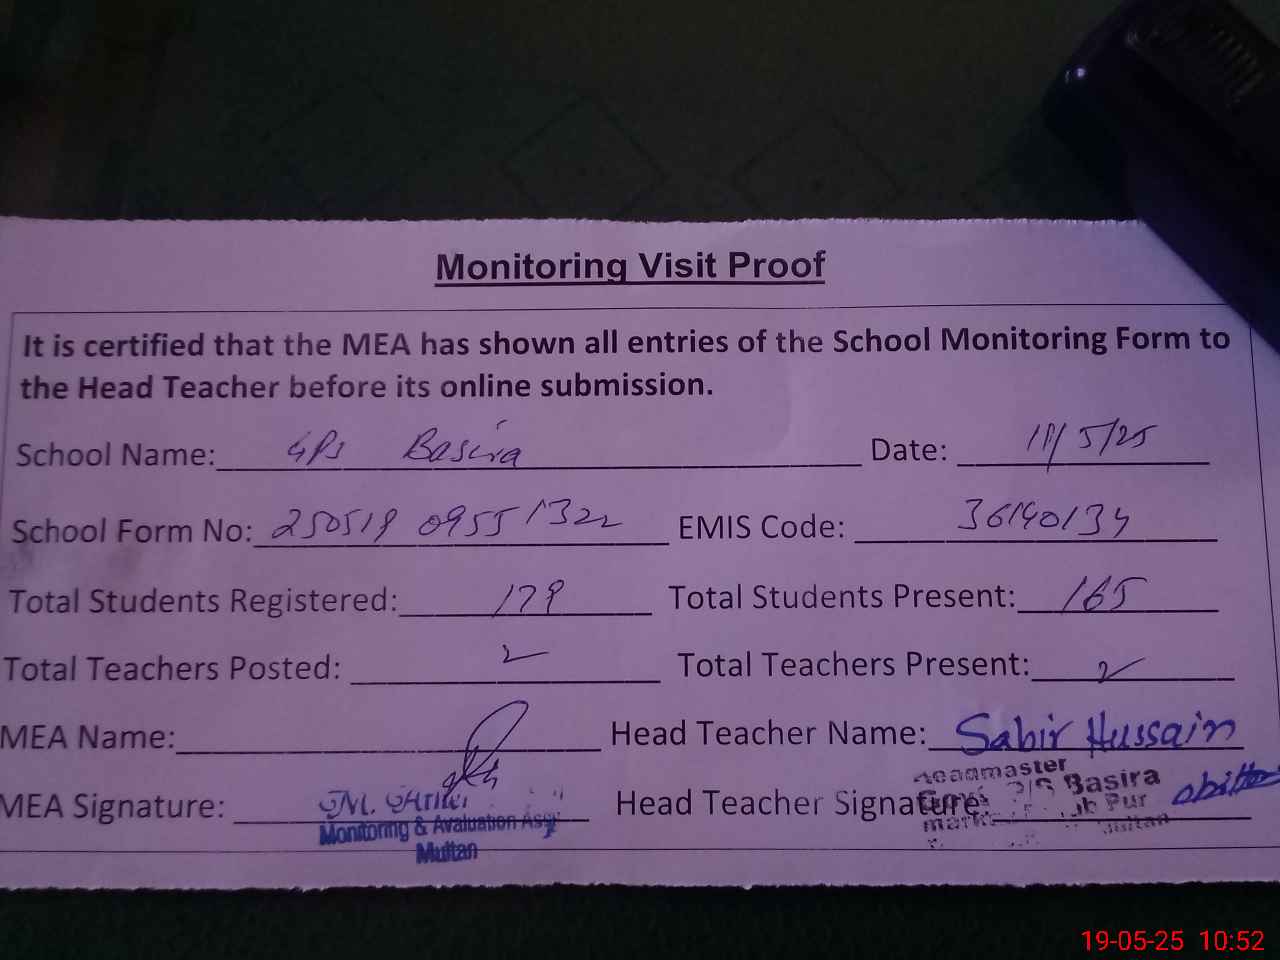 Monitoring Visit Proof
It is certified that the MEA has shown all entries of the School Monitoring Form to
the Head Teacher before its online submission.
School Name: GPS Basira Date: 19/5/25
School Form No: 250519 0955 1322 EMIS Code: 36140134
Total Students Registered: 179 Total Students Present: 165
Total Teachers Posted: 2 Total Teachers Present: 2
MEA Name: Head Teacher Name: Sabir Hussain
MEA Signature: M. Head Teacher Signature:
Headmaster
Basira
Pur
Multan
Monitoring & Avaluation Asst
Multan
19-05-25 10:52